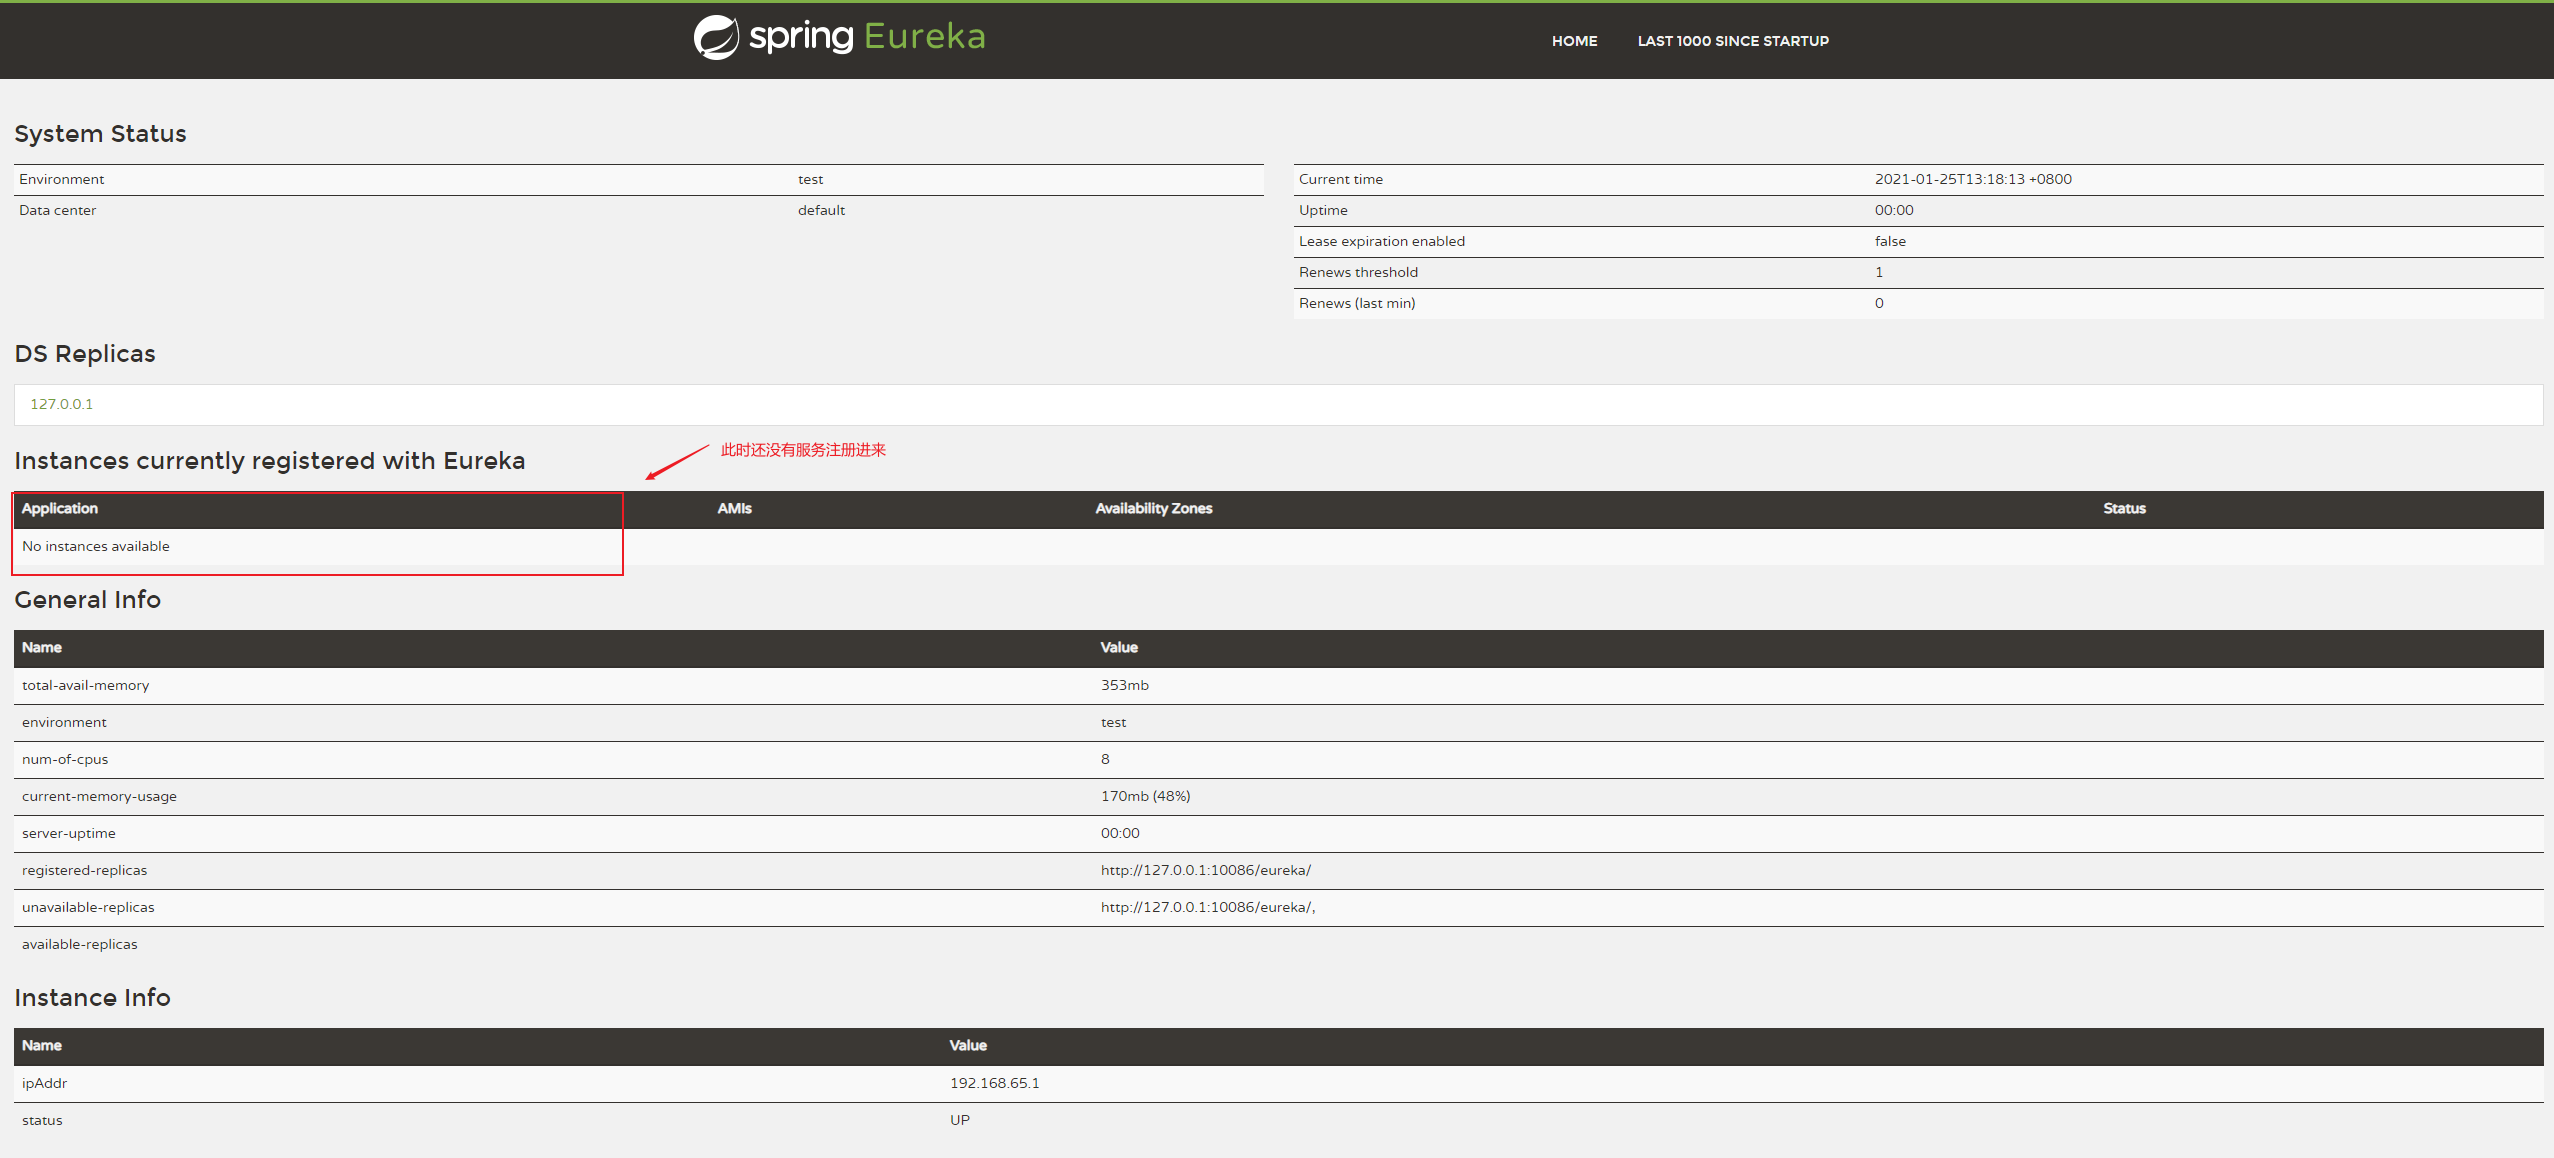 spring Eureka
HOME LAST 1000 SINCE STARTUP
System Status
Environment test
Data center default
Current time 2021-01-25T13:18:13 +0800
Uptime 00:00
Lease expiration enabled false
Renews threshold 1
Renews (last min) 0
DS Replicas
127.0.0.1
此时还没有服务注册进来
Instances currently registered with Eureka
Application AMIs Availability Zones Status
No instances available
General Info
Name Value
total-avail-memory 353mb
environment test
num-of-cpus 8
current-memory-usage 170mb (48%)
server-uptime 00:00
registered-replicas http://127.0.0.1:10086/eureka/
unavailable-replicas http://127.0.0.1:10086/eureka/,
available-replicas
Instance Info
Name Value
ipAddr 192.168.65.1
status UP